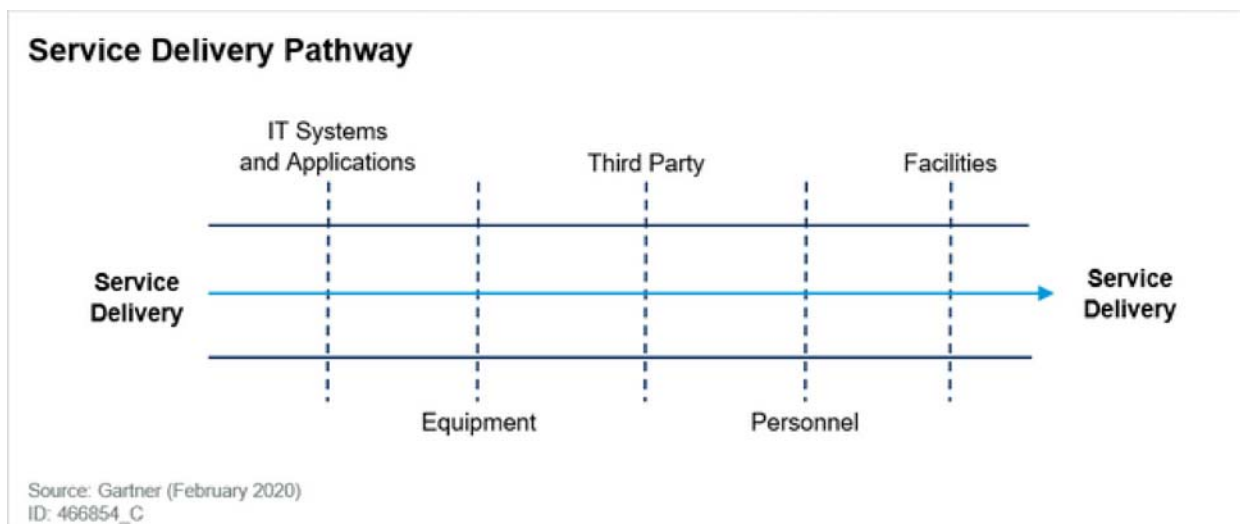 Service Delivery Pathway
IT Systems
and Applications
Third Party
Facilities
Service
Delivery
Service
Delivery
Equipment
Personnel
Source: Gartner (February 2020)
ID: 466854_C